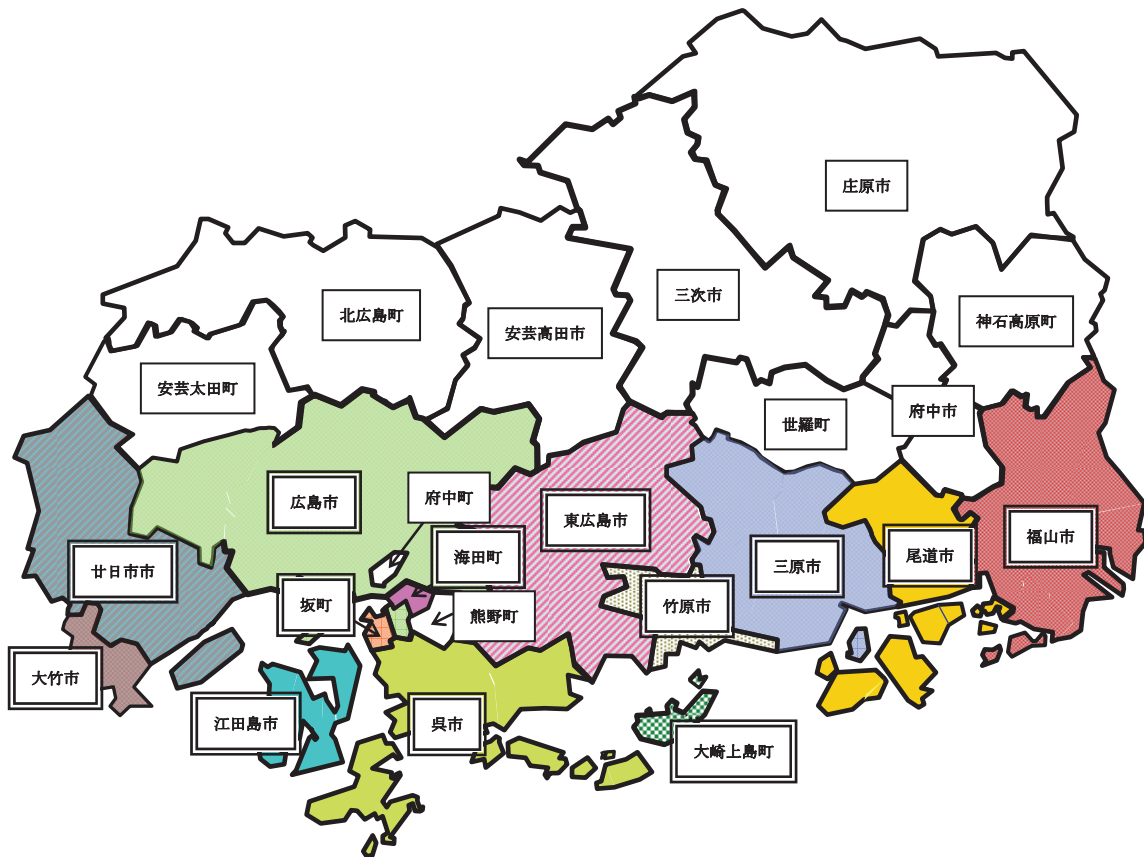 庄原市
三次市
北広島町
神石高原町
安芸高田市
安芸太田町
府中市
世羅町
府中町
広島市
東広島市
福山市
海田町
尾道市
三原市
廿日市市
坂町
竹原市
熊野町
大竹市
江田島市
呉市
大崎上島町